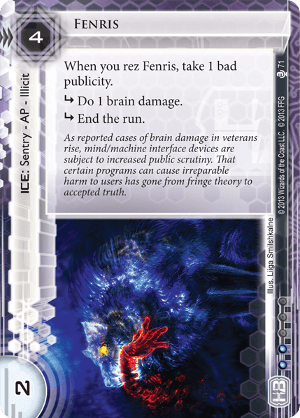 4
FENRIS
When you rez Fenris, take 1 bad
publicity.
↳ Do 1 brain damage.
↳ End the run.
As reported cases of brain damage in veterans
rise, mind/machine interface devices are
subject to increased public scrutiny. That
certain programs can cause irreparable
harm to users has gone from fringe theory to
accepted truth.
ICE: Sentry - AP - Illicit
71
© 2013 Wizards of the Coast LLC. © 2013 FFG
Illus. Liiga Smilshkalne
2
HB